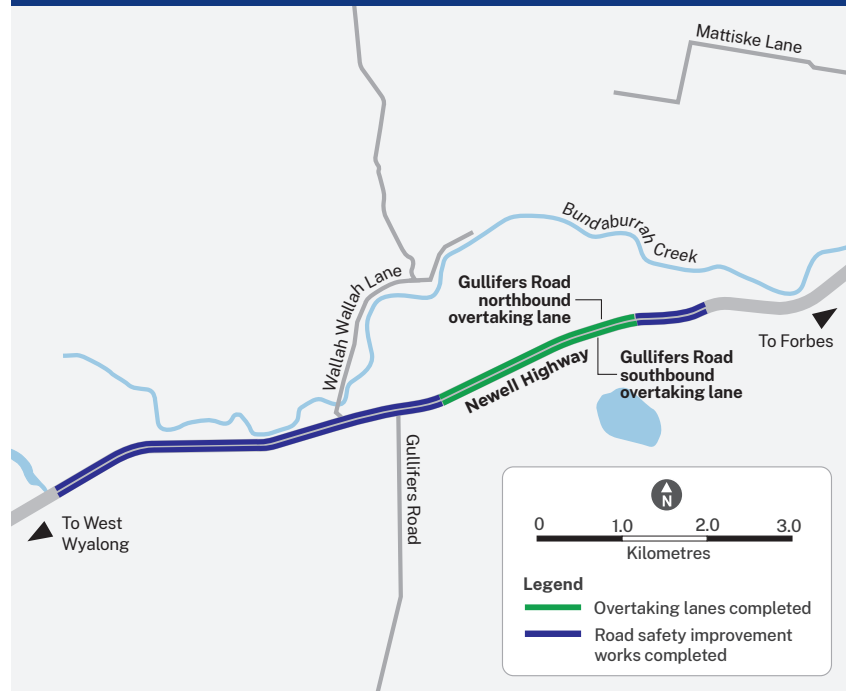 Mattiske Lane
Bundaburrah Creek
Wallah Wallah Lane
Gullifers Road
northbound
overtaking lane
To Forbes
Gullifers Road
southbound
overtaking lane
Newell Highway
Gullifers Road
To West
Wyalong
N
0 1.0 2.0 3.0
Kilometres
Legend
Overtaking lanes completed
Road safety improvement
works completed